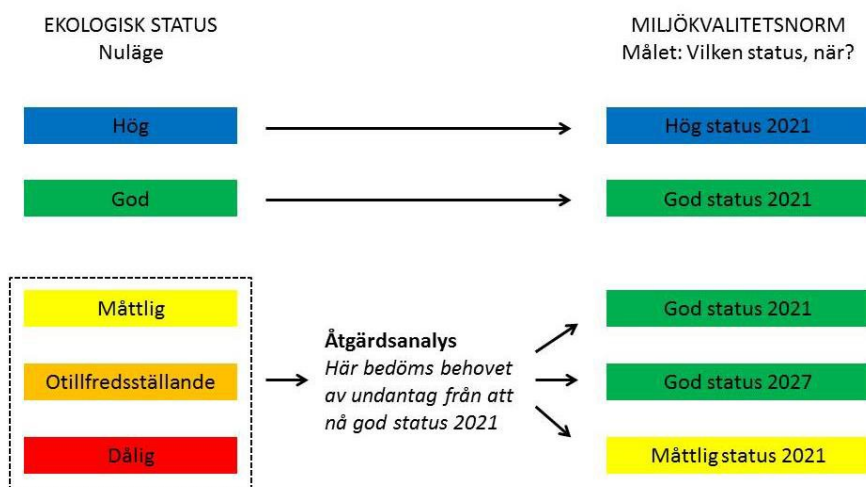 EKOLOGISK STATUS
Nuläge
MILJÖKVALITETSNORM
Målet: Vilken status, när?
Hög
Hög status 2021
God
God status 2021
Måttlig
Otillfredsställande
Dålig
Åtgärdsanalys
Här bedöms behovet
av undantag från att
nå god status 2021
God status 2021
God status 2027
Måttlig status 2021